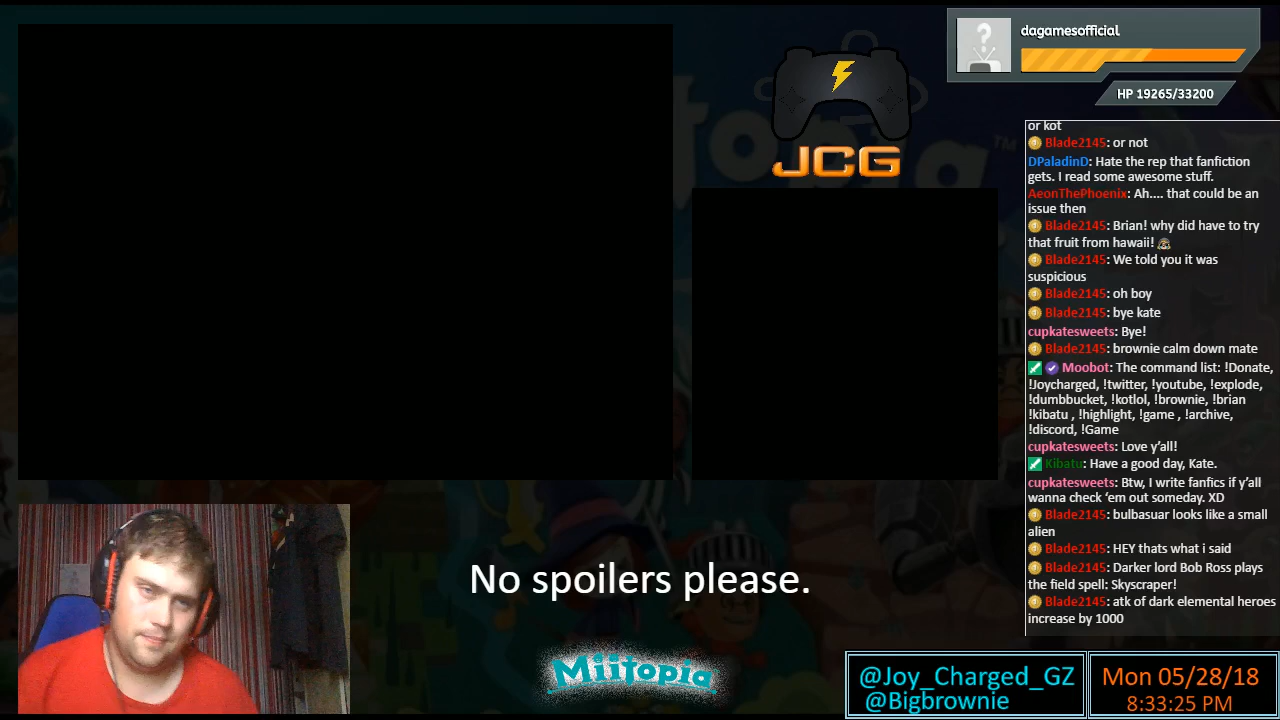 dagamesofficial
HP 19265/33200
JCG
or kot
Blade2145: or not
DPaladinD: Hate the rep that fanfiction
gets. I read some awesome stuff.
AeonThePhoenix: Ah.... that could be an
issue then
Blade2145: Brian! why did have to try
that fruit from hawaii!
Blade2145: We told you it was
suspicious
Blade2145: oh boy
Blade2145: bye kate
cupkatesweets: Bye!
Blade2145: brownie calm down mate
Moobot: The command list: !Donate,
!Joycharged, !twitter, !youtube, !explode,
!dumbbucket, !kotlol, !brownie, !brian
!kibatu , !highlight, !game , !archive,
!discord, !Game
cupkatesweets: Love y'all!
Kibatu: Have a good day, Kate.
cupkatesweets: Btw, I write fanfics if y'all
wanna check 'em out someday. XD
Blade2145: bulbasuar looks like a small
alien
Blade2145: HEY thats what i said
Blade2145: Darker lord Bob Ross plays
the field spell: Skyscraper!
Blade2145: atk of dark elemental heroes
increase by 1000
No spoilers please.
Miitopia
@Joy_Charged_GZ
@Bigbrownie
Mon 05/28/18
8:33:25 PM